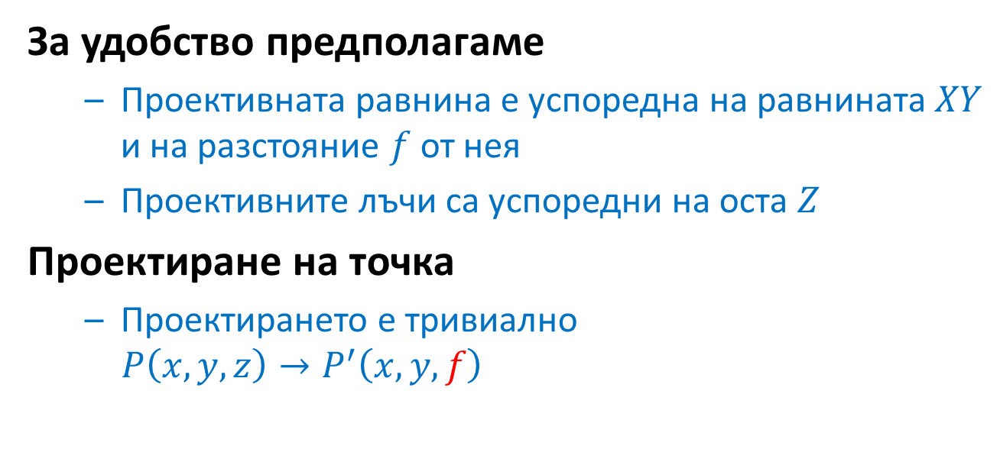 За удобство предполагаме
– Проективната равнина е успоредна на равнината XY
и на разстояние f от нея
– Проективните лъчи са успоредни на оста Z
Проектиране на точка
– Проектирането е тривиално
P(x, y, z) → P′(x, y, f)